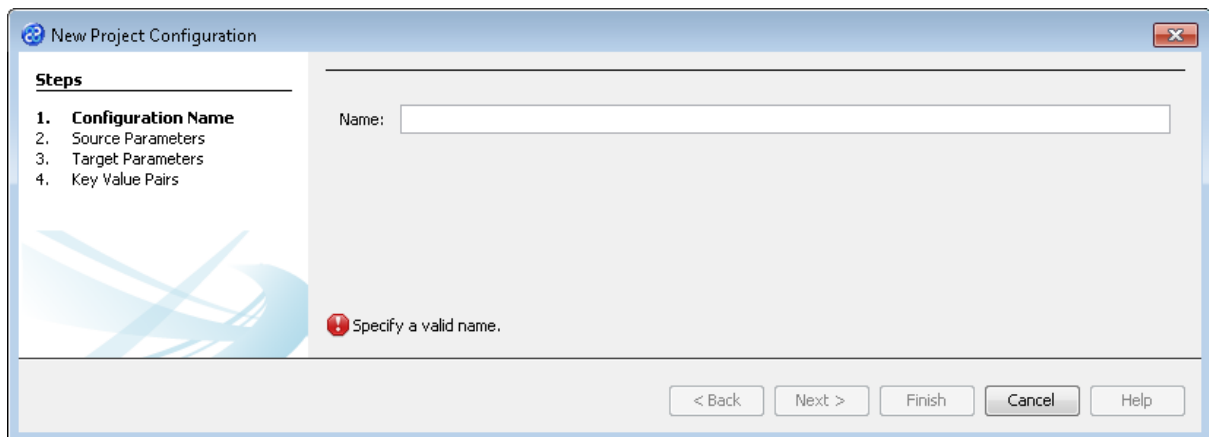 New Project Configuration
Steps
1. Configuration Name
2. Source Parameters
3. Target Parameters
4. Key Value Pairs
Name:
Specify a valid name.
< Back Next > Finish Cancel Help